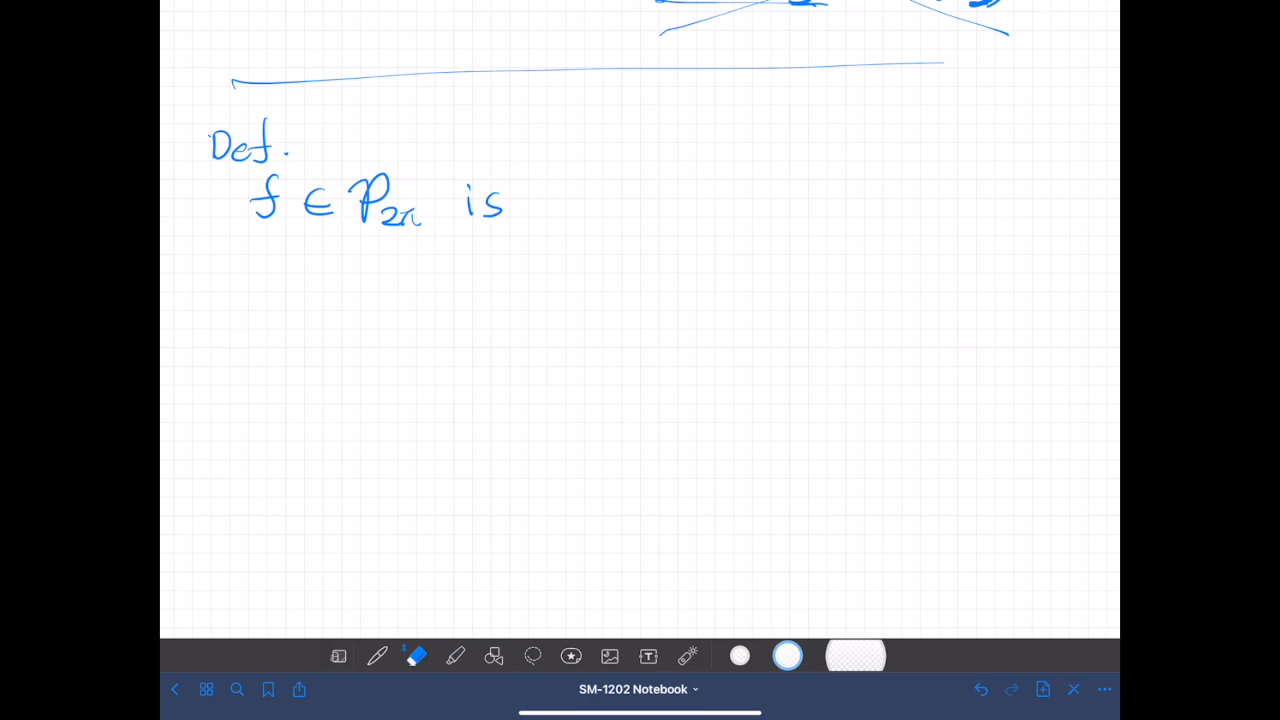 Def.
f ∈ P₂π is
SM-1202 Notebook